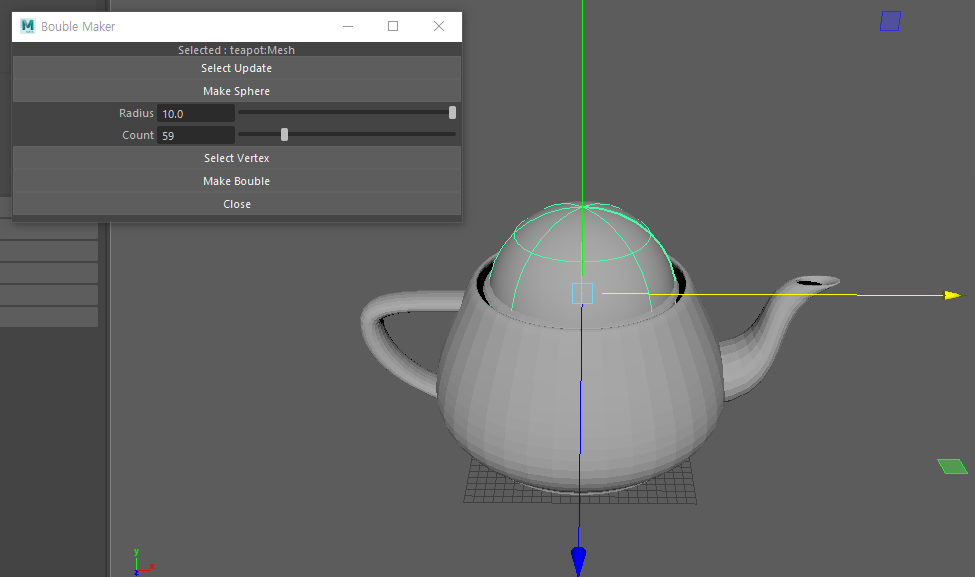 Bouble Maker
Selected : teapot:Mesh
Select Update
Make Sphere
Radius 10.0
Count 59
Select Vertex
Make Bouble
Close
y
x